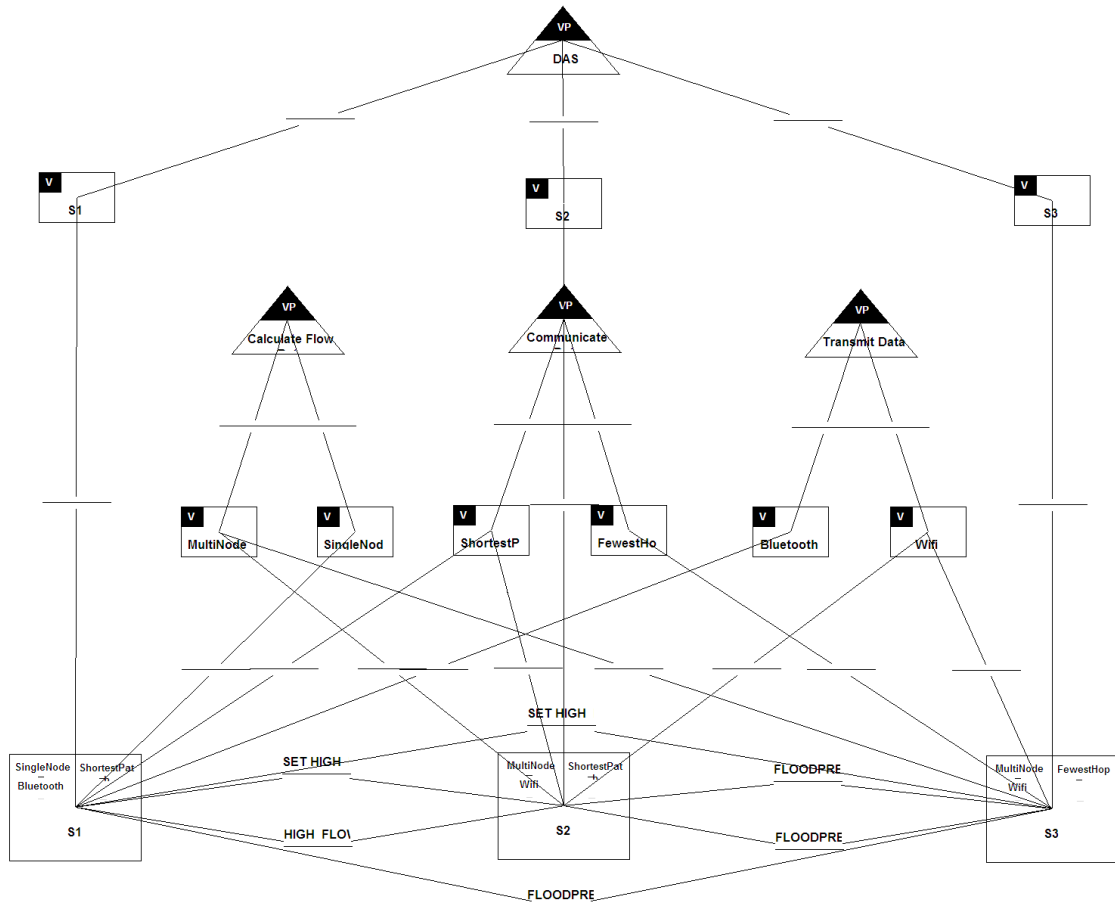 VP
DAS
V
S1
V
S2
V
S3
VP
Calculate Flow
VP
Communicate
VP
Transmit Data
V
MultiNode
V
SingleNod
V
ShortestP
V
FewestHo
V
Bluetooth
V
Wifi
SET HIGH
SET HIGH
FLOODPRE
SingleNode
ShortestPat
Bluetooth
S1
MultiNode
ShortestPat
Wifi
S2
MultiNode
FewestHop
Wifi
S3
HIGH FLOW
FLOODPRE
FLOODPRE